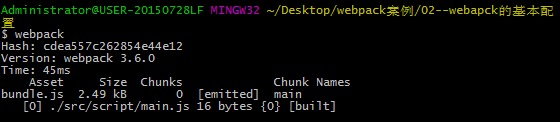 Administrator@USER-20150728LF MINGW32 ~/Desktop/webpack案例/02--webapck的基本配
置
$ webpack
Hash: cdea557c262854e44e12
Version: webpack 3.6.0
Time: 45ms
Asset Size Chunks Chunk Names
bundle.js 2.49 kB 0 [emitted] main
[0] ./src/script/main.js 16 bytes {0} [built]